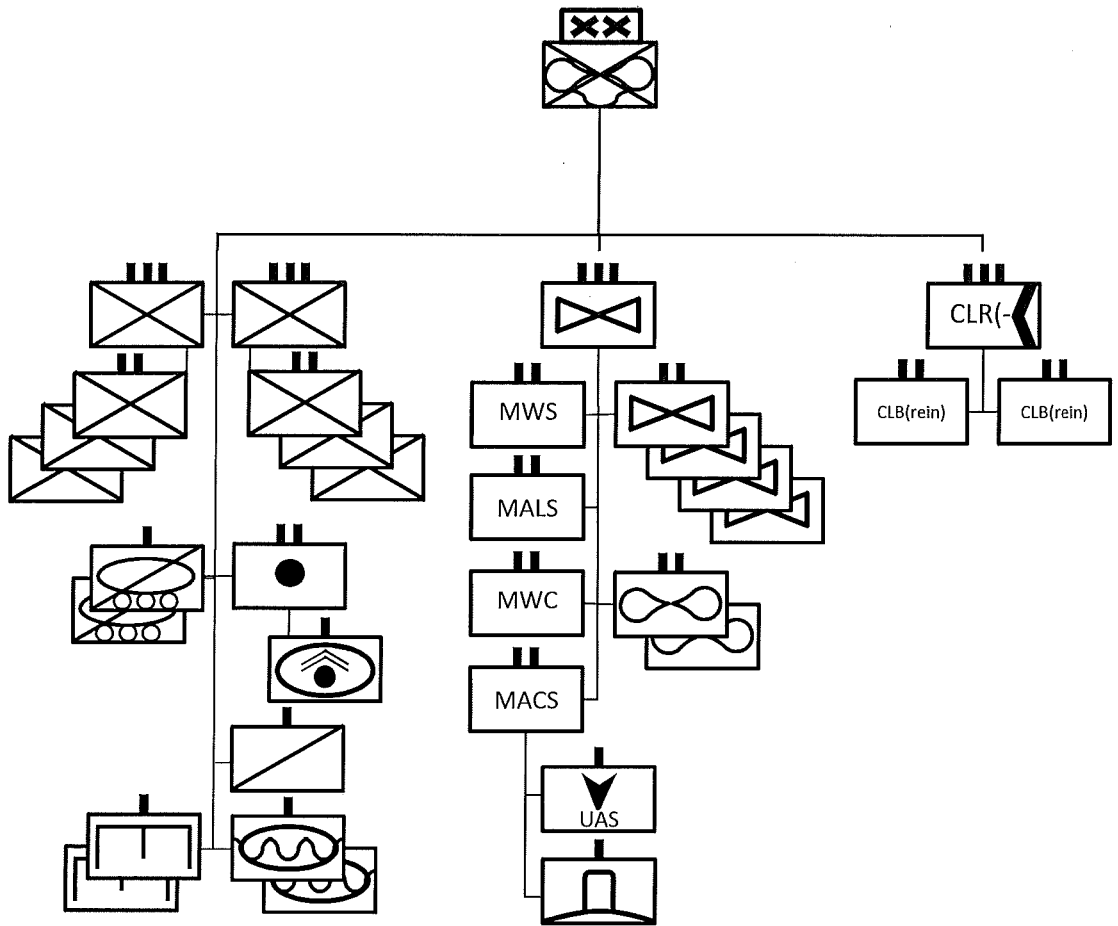 CLR(-
MWS
CLB(rein)
CLB(rein)
MALS
MWC
MACS
UAS